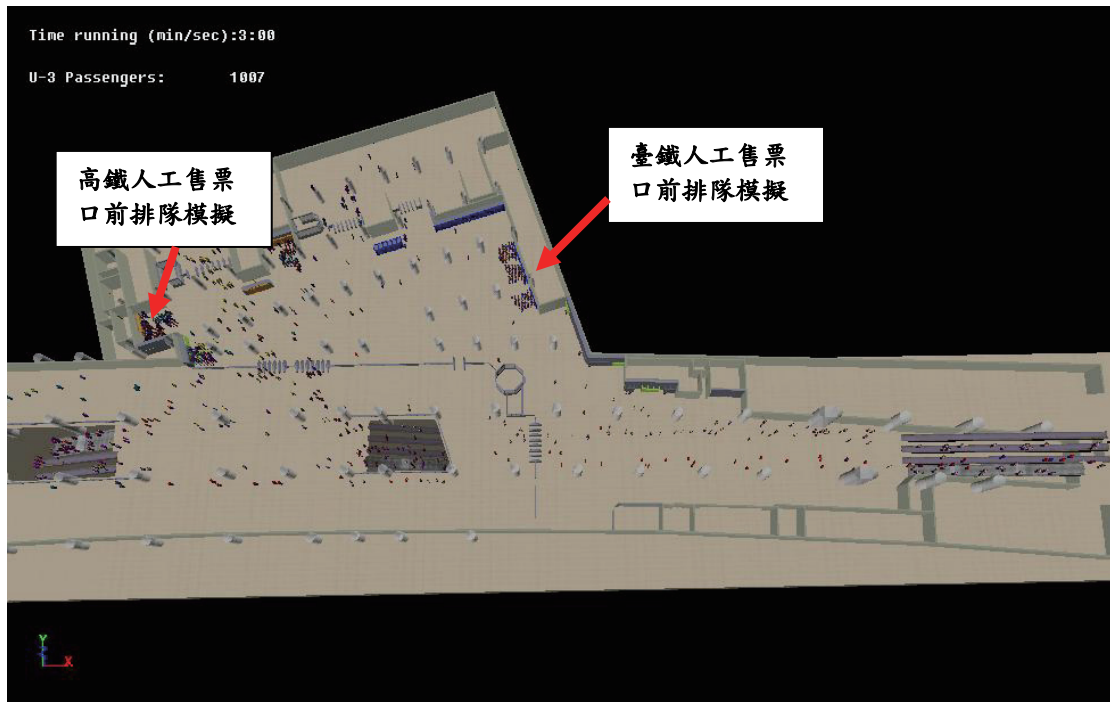 Time running (min/sec):3:00
U-3 Passengers: 1007
高鐵人工售票
口前排隊模擬
臺鐵人工售票
口前排隊模擬
Y
X